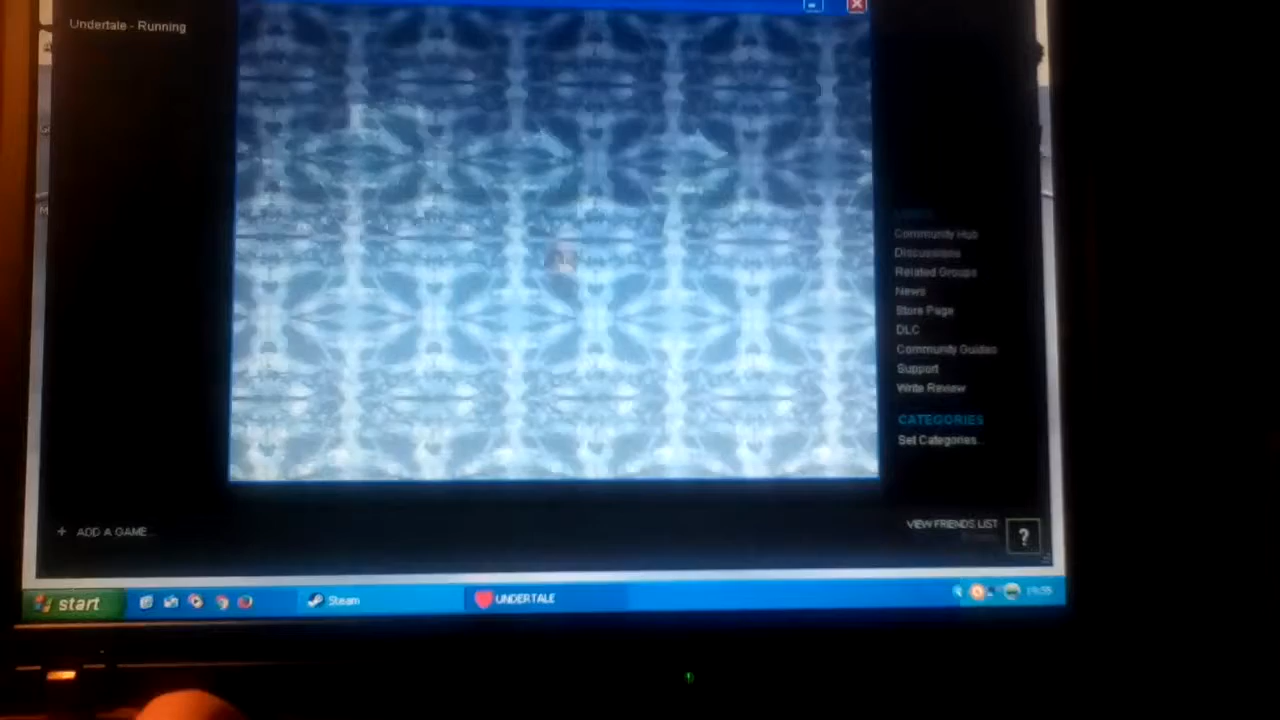 Undertale - Running
Community Hub
Discussions
Related Groups
News
Store Page
DLC
Community Guides
Support
Write Review
CATEGORIES
Set Categories...
+ ADD A GAME...
VIEW FRIENDS LIST
?
start
Steam
UNDERTALE